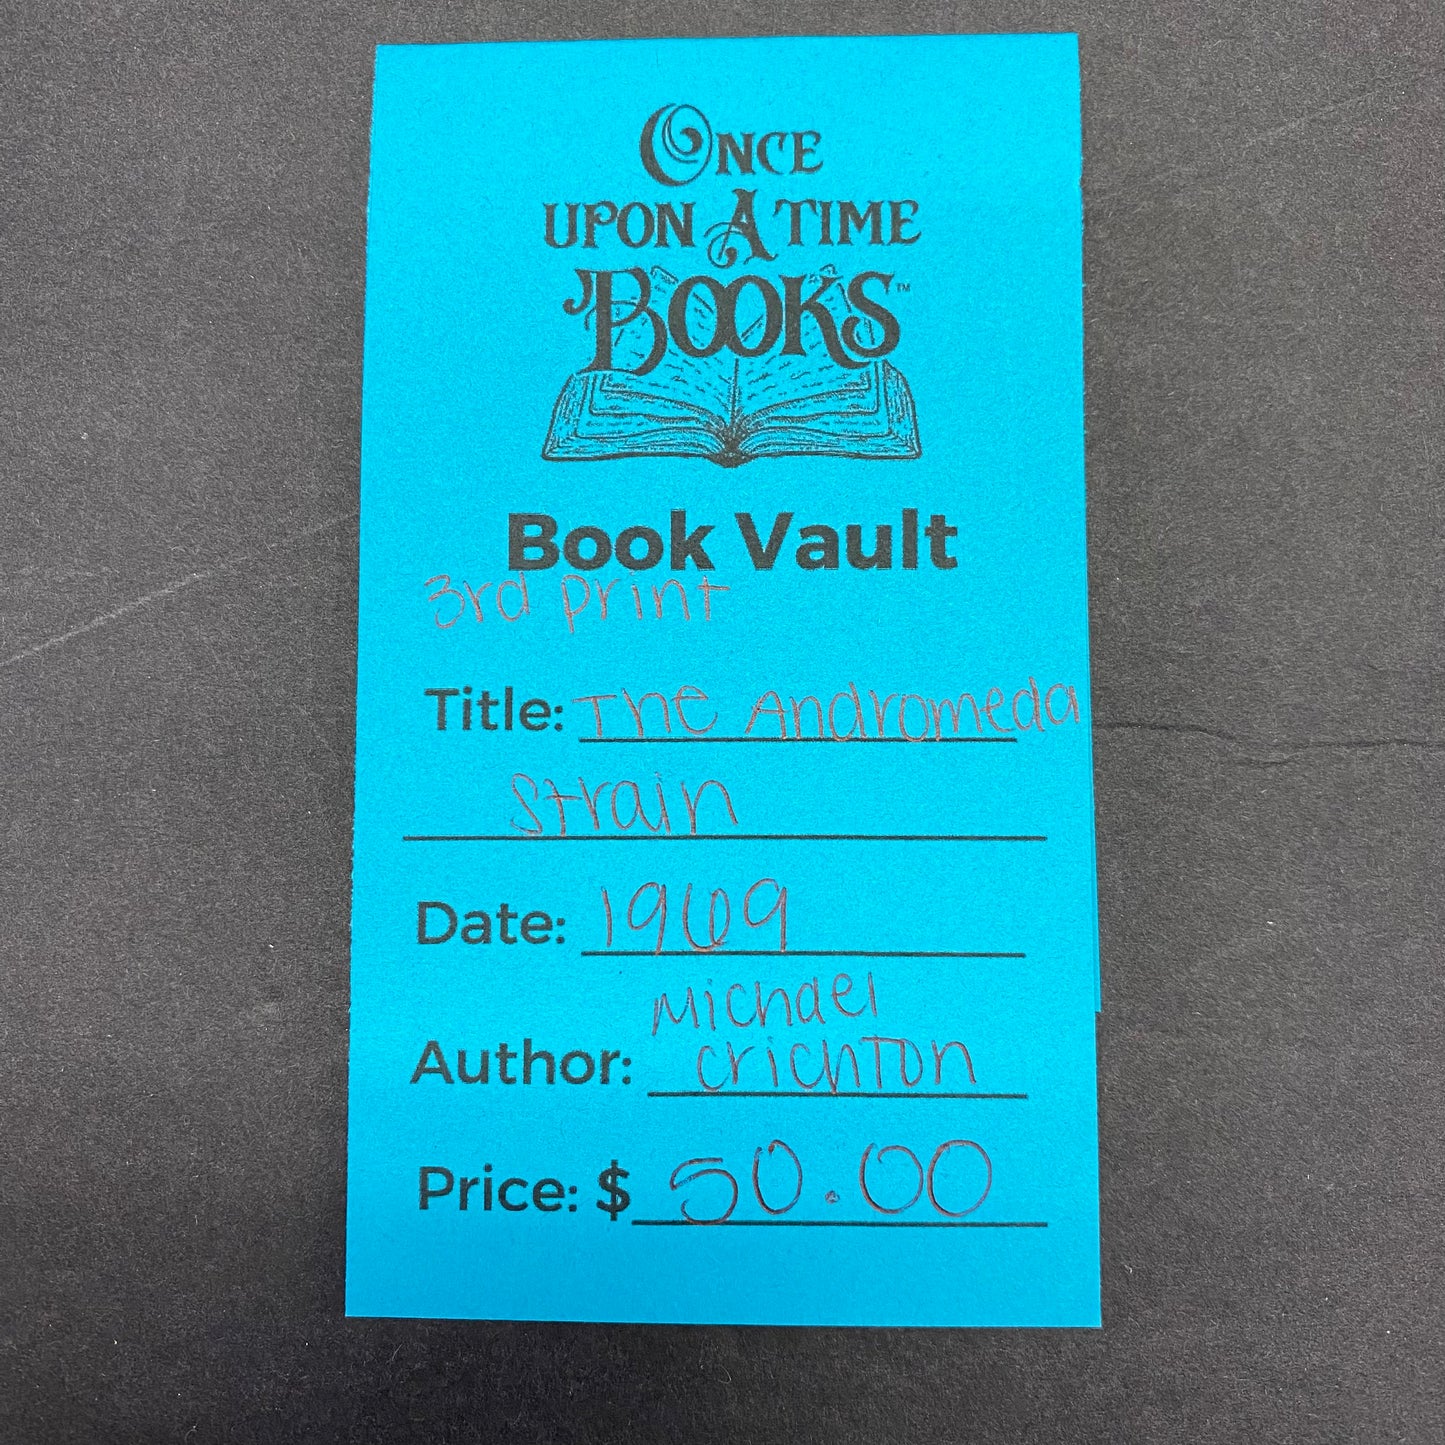 ONCE
UPON A TIME
BOOKS™
Book Vault
3rd print
Title: The Andromeda
Strain
Date: 1969
Michael
Author: Crichton
Price: $ 50.00